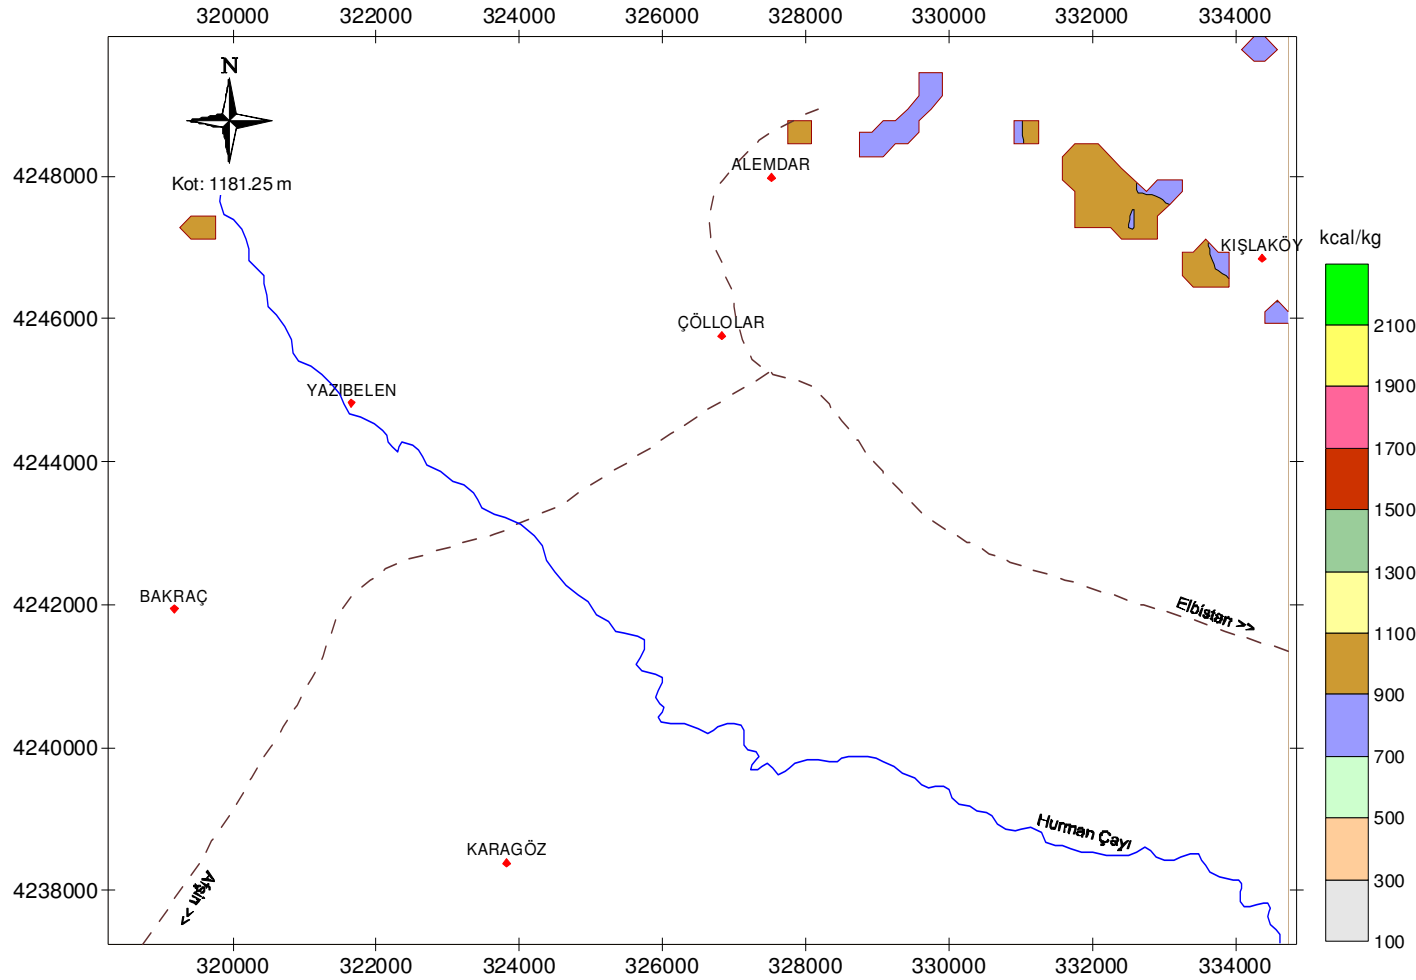 320000 322000 324000 326000 328000 330000 332000 334000
N
Kot: 1181.25 m
4248000
4246000
4244000
4242000
4240000
4238000
ALEMDAR
KIŞLAKÖY
ÇÖLLOLAR
YAZIBELEN
BAKRAÇ
KARAGÖZ
Elbistan >>
Hurman Çayı
Afşin >>
kcal/kg
2100
1900
1700
1500
1300
1100
900
700
500
300
100
320000 322000 324000 326000 328000 330000 332000 334000